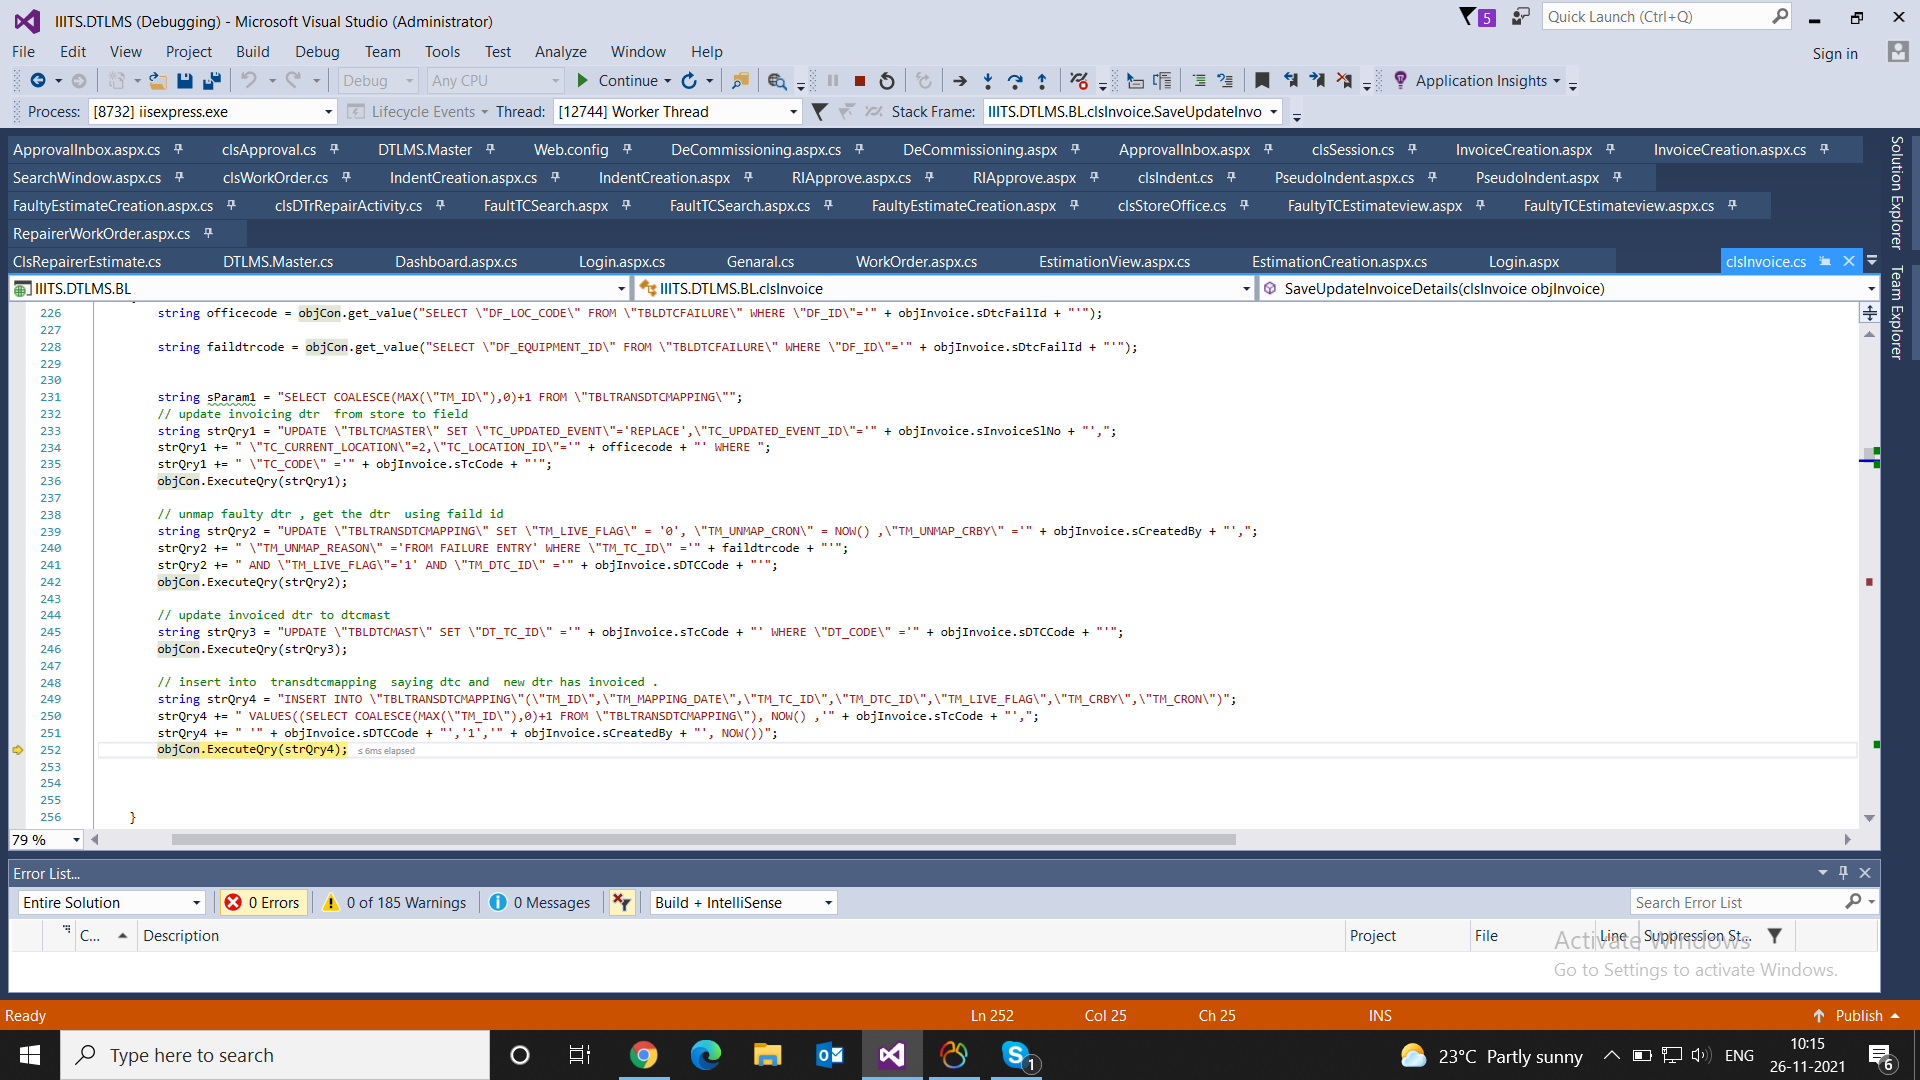 IIITS.DTLMS (Debugging) - Microsoft Visual Studio (Administrator)
5
Quick Launch (Ctrl+Q)
File Edit View Project Build Debug Team Tools Test Analyze Window Help
Sign in
Debug Any CPU Continue Application Insights
Process: [8732] iisexpress.exe Lifecycle Events Thread: [12744] Worker Thread Stack Frame: IIITS.DTLMS.BL.clsInvoice.SaveUpdateInvo
ApprovalInbox.aspx.cs clsApproval.cs DTLMS.Master Web.config DeCommissioning.aspx.cs DeCommissioning.aspx ApprovalInbox.aspx clsSession.cs InvoiceCreation.aspx InvoiceCreation.aspx.cs
SearchWindow.aspx.cs clsWorkOrder.cs IndentCreation.aspx.cs IndentCreation.aspx RIApprove.aspx.cs RIApprove.aspx clsIndent.cs PseudoIndent.aspx.cs PseudoIndent.aspx
FaultyEstimateCreation.aspx.cs clsDTrRepairActivity.cs FaultTCSearch.aspx FaultTCSearch.aspx.cs FaultyEstimateCreation.aspx clsStoreOffice.cs FaultyTCEstimateview.aspx FaultyTCEstimateview.aspx.cs
RepairerWorkOrder.aspx.cs
ClsRepairerEstimate.cs DTLMS.Master.cs Dashboard.aspx.cs Login.aspx.cs Genaral.cs WorkOrder.aspx.cs EstimationView.aspx.cs EstimationCreation.aspx.cs Login.aspx clsInvoice.cs
Solution Explorer
Team Explorer
IIITS.DTLMS.BL IIITS.DTLMS.BL.clsInvoice SaveUpdateInvoiceDetails(clsInvoice objInvoice)
226 string officecode = objCon.get_value("SELECT \"DF_LOC_CODE\" FROM \"TBLDTCFAILURE\" WHERE \"DF_ID\"='" + objInvoice.sDtcFailId + "'");
227
228 string faildtrcode = objCon.get_value("SELECT \"DF_EQUIPMENT_ID\" FROM \"TBLDTCFAILURE\" WHERE \"DF_ID\"='" + objInvoice.sDtcFailId + "'");
229
230
231 string sParam1 = "SELECT COALESCE(MAX(\"TM_ID\"),0)+1 FROM \"TBLTRANSDTCMAPPING\"";
232 // update invoicing dtr  from store to field
233 string strQry1 = "UPDATE \"TBLTCMASTER\" SET \"TC_UPDATED_EVENT\"='REPLACE',\"TC_UPDATED_EVENT_ID\"='" + objInvoice.sInvoiceSlNo + "',";
234 strQry1 += " \"TC_CURRENT_LOCATION\"=2,\"TC_LOCATION_ID\"='" + officecode + "' WHERE ";
235 strQry1 += " \"TC_CODE\" ='" + objInvoice.sTcCode + "'";
236 objCon.ExecuteQry(strQry1);
237
238 // unmap faulty dtr , get the dtr  using faild id
239 string strQry2 = "UPDATE \"TBLTRANSDTCMAPPING\" SET \"TM_LIVE_FLAG\" = '0', \"TM_UNMAP_CRON\" = NOW() ,\"TM_UNMAP_CRBY\" ='" + objInvoice.sCreatedBy + "',";
240 strQry2 += " \"TM_UNMAP_REASON\" ='FROM FAILURE ENTRY' WHERE \"TM_TC_ID\" ='" + faildtrcode + "'";
241 strQry2 += " AND \"TM_LIVE_FLAG\"='1' AND \"TM_DTC_ID\" ='" + objInvoice.sDTCCode + "'";
242 objCon.ExecuteQry(strQry2);
243
244 // update invoiced dtr to dtcmast
245 string strQry3 = "UPDATE \"TBLDTCMAST\" SET \"DT_TC_ID\" ='" + objInvoice.sTcCode + "' WHERE \"DT_CODE\" ='" + objInvoice.sDTCCode + "'";
246 objCon.ExecuteQry(strQry3);
247
248 // insert into  transdtcmapping  saying dtc and  new dtr has invoiced .
249 string strQry4 = "INSERT INTO \"TBLTRANSDTCMAPPING\"(\"TM_ID\",\"TM_MAPPING_DATE\",\"TM_TC_ID\",\"TM_DTC_ID\",\"TM_LIVE_FLAG\",\"TM_CRBY\",\"TM_CRON\")";
250 strQry4 += " VALUES((SELECT COALESCE(MAX(\"TM_ID\"),0)+1 FROM \"TBLTRANSDTCMAPPING\"), NOW() ,'" + objInvoice.sTcCode + "',";
251 strQry4 += " '" + objInvoice.sDTCCode + "','1','" + objInvoice.sCreatedBy + "', NOW())";
252 objCon.ExecuteQry(strQry4); ≤ 6ms elapsed
253
254
255
256 }
79 %
Error List...
Entire Solution 0 Errors 0 of 185 Warnings 0 Messages Build + IntelliSense Search Error List
C... Description Project File Line Suppression St...
Activate Windows
Go to Settings to activate Windows.
Ready Ln 252 Col 25 Ch 25 INS Publish
Type here to search
1
23°C Partly sunny ENG
10:15
26-11-2021
6